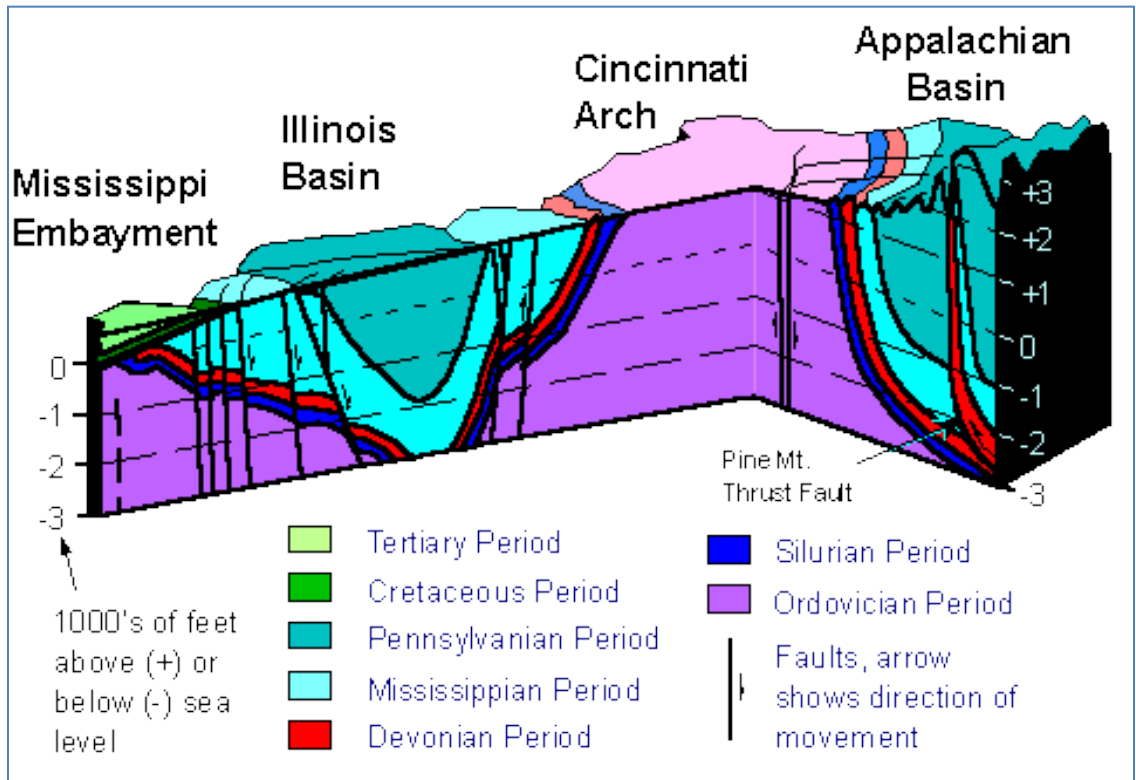 Appalachian
Basin
Cincinnati
Arch
Illinois
Basin
Mississippi
Embayment
+3
+2
+1
0
-1
-2
-3
0
-1
-2
-3
Pine Mt.
Thrust Fault
1000's of feet
above (+) or
below (-) sea
level
Tertiary Period
Cretaceous Period
Pennsylvanian Period
Mississippian Period
Devonian Period
Silurian Period
Ordovician Period
Faults, arrow
shows direction of
movement